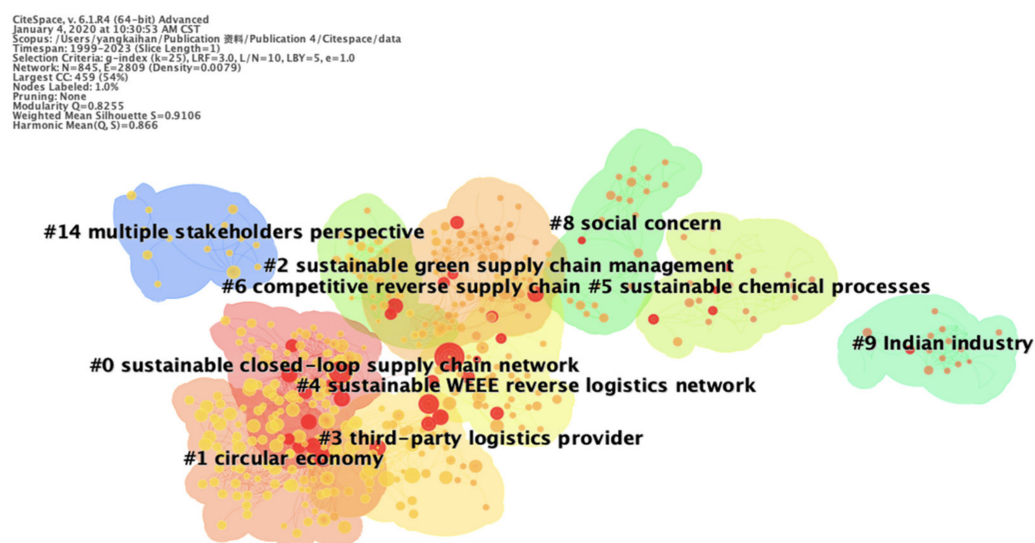 CiteSpace, v. 6.1.R4 (64-bit) Advanced
January 4, 2020 at 10:30:53 AM CST
Scopus: /Users/yangkaihan/Publication 资料/Publication 4/Citespace/data
Timespan: 1999-2023 (Slice Length=1)
Selection Criteria: g-index (k=25), LRF=3.0, L/N=10, LBY=5, e=1.0
Network: N=845, E=2809 (Density=0.0079)
Largest CC: 459 (54%)
Nodes Labeled: 1.0%
Pruning: None
Modularity Q=0.8255
Weighted Mean Silhouette S=0.9106
Harmonic Mean(Q, S)=0.866
#8 social concern
#14 multiple stakeholders perspective
#2 sustainable green supply chain management
#6 competitive reverse supply chain
#5 sustainable chemical processes
#9 Indian industry
#0 sustainable closed-loop supply chain network
#4 sustainable WEEE reverse logistics network
#3 third-party logistics provider
#1 circular economy